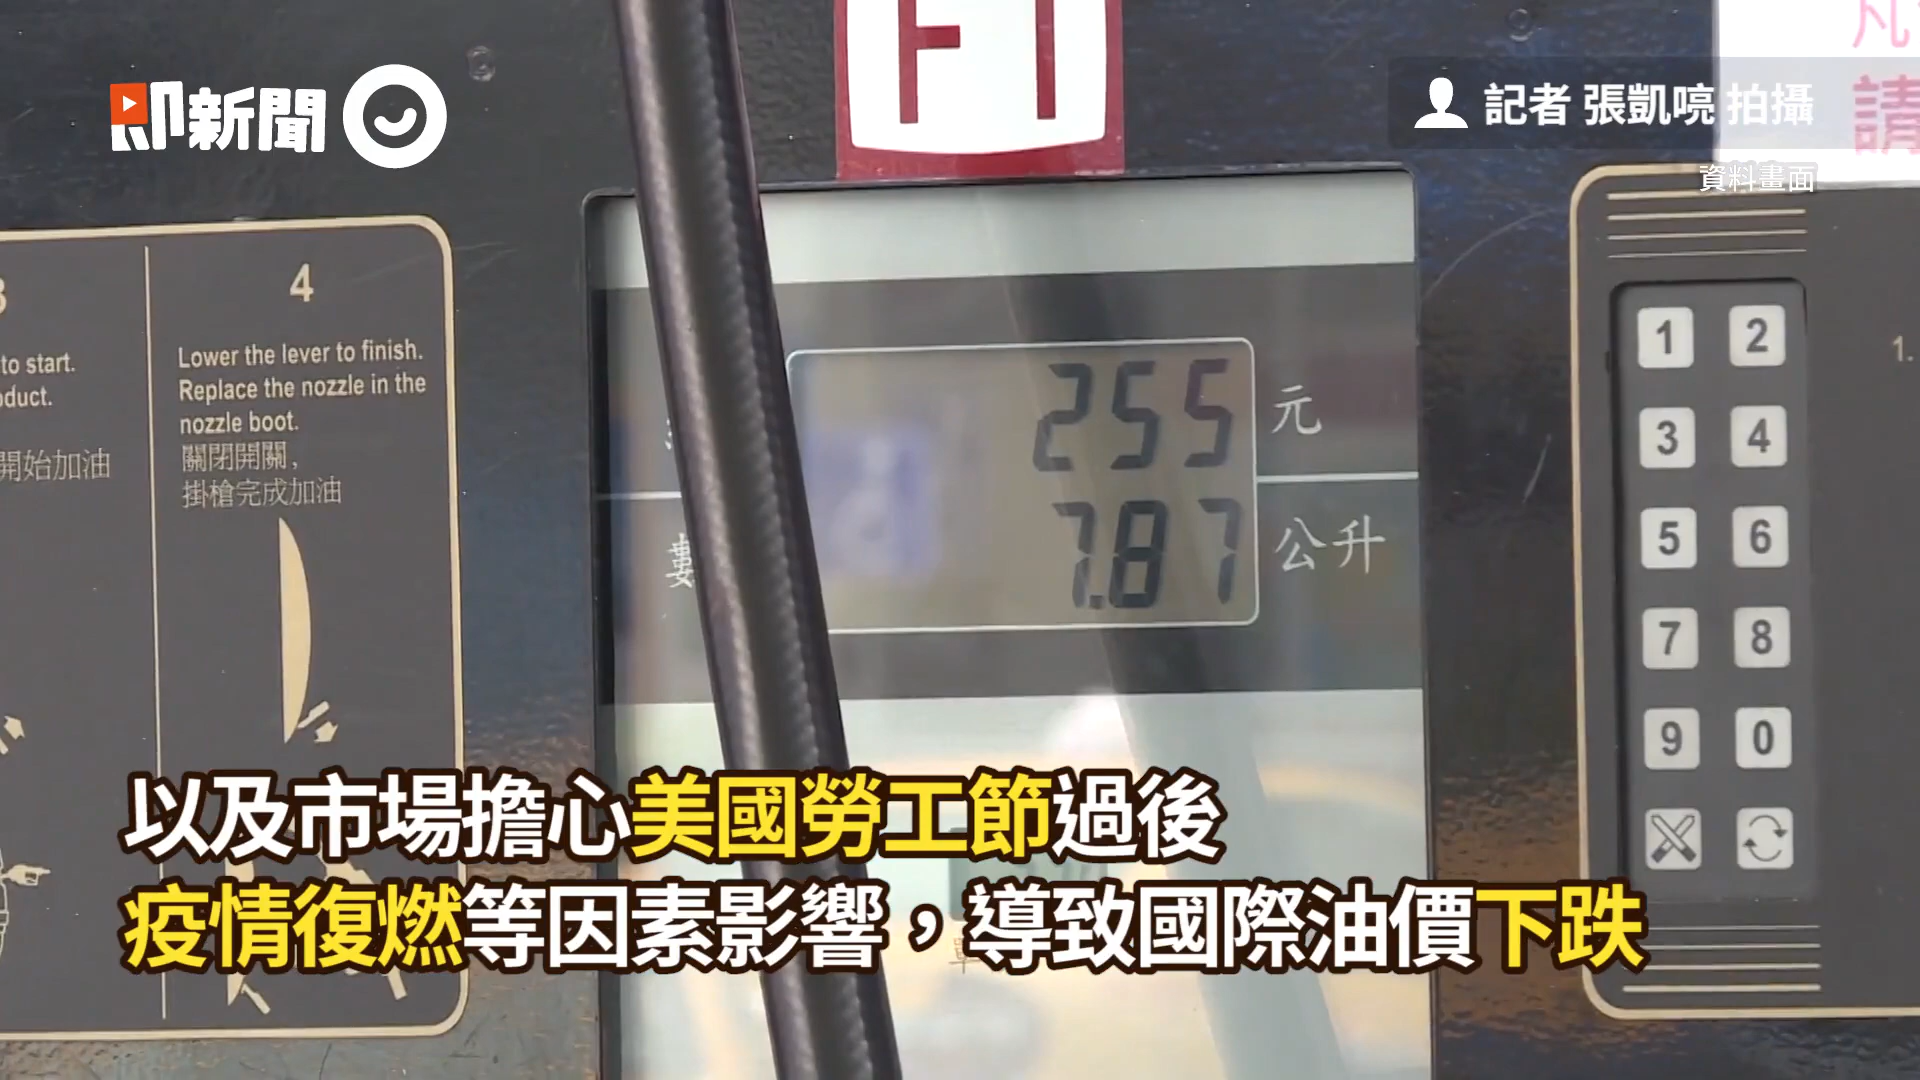 即新聞
記者 張凱喨 拍攝
資料畫面
請
3
to start.
開始加油
4
Lower the lever to finish.
Replace the nozzle in the
nozzle boot.
關閉開關，
掛槍完成加油
255 元
數 7.87 公升
1 2
3 4
5 6
7 8
9 0
1.
以及市場擔心美國勞工節過後
疫情復燃等因素影響，導致國際油價下跌